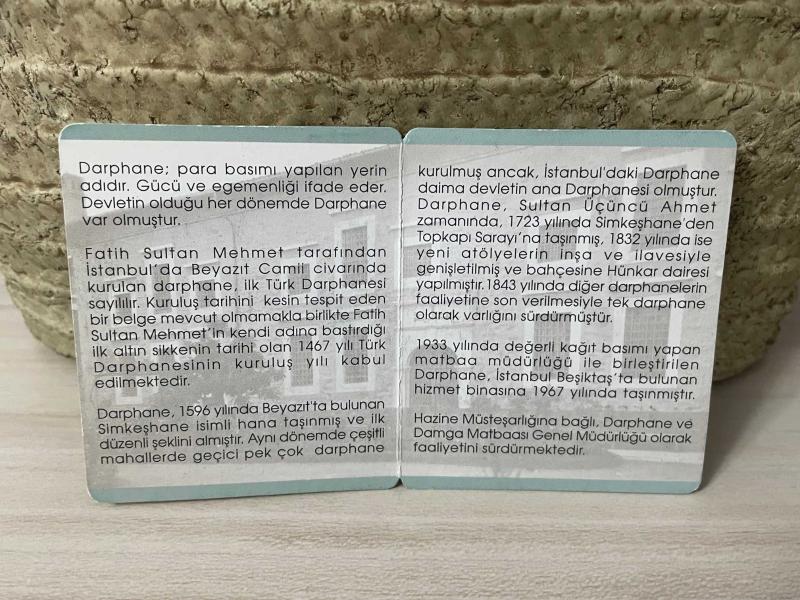 Darphane; para basımı yapılan yerin
adıdır. Gücü ve egemenliği ifade eder.
Devletin olduğu her dönemde Darphane
var olmuştur.
Fatih Sultan Mehmet tarafından
İstanbul'da Beyazıt Camii civarında
kurulan darphane, ilk Türk Darphanesi
sayılılır. Kuruluş tarihini kesin tespit eden
bir belge mevcut olmamakla birlikte Fatih
Sultan Mehmet'in kendi adına bastırdığı
ilk altın sikkenin tarihi olan 1467 yılı Türk
Darphanesinin kuruluş yılı kabul
edilmektedir.
Darphane, 1596 yılında Beyazıt'ta bulunan
Simkeşhane isimli hana taşınmış ve ilk
düzenli şeklini almıştır. Aynı dönemde çeşitli
mahallerde geçici pek çok darphane
kurulmuş ancak, İstanbul'daki Darphane
daima devletin ana Darphanesi olmuştur.
Darphane, Sultan Üçüncü Ahmet
zamanında, 1723 yılında Simkeşhane'den
Topkapı Sarayı'na taşınmış, 1832 yılında ise
yeni atölyelerin inşa ve ilavesiyle
genişletilmiş ve bahçesine Hünkar dairesi
yapılmıştır.1843 yılında diğer darphanelerin
faaliyetine son verilmesiyle tek darphane
olarak varlığını sürdürmüştür.
1933 yılında değerli kağıt basımı yapan
matbaa müdürlüğü ile birleştirilen
Darphane, İstanbul Beşiktaş'ta bulunan
hizmet binasına 1967 yılında taşınmıştır.
Hazine Müsteşarlığına bağlı, Darphane ve
Damga Matbaası Genel Müdürlüğü olarak
faaliyetini sürdürmektedir.